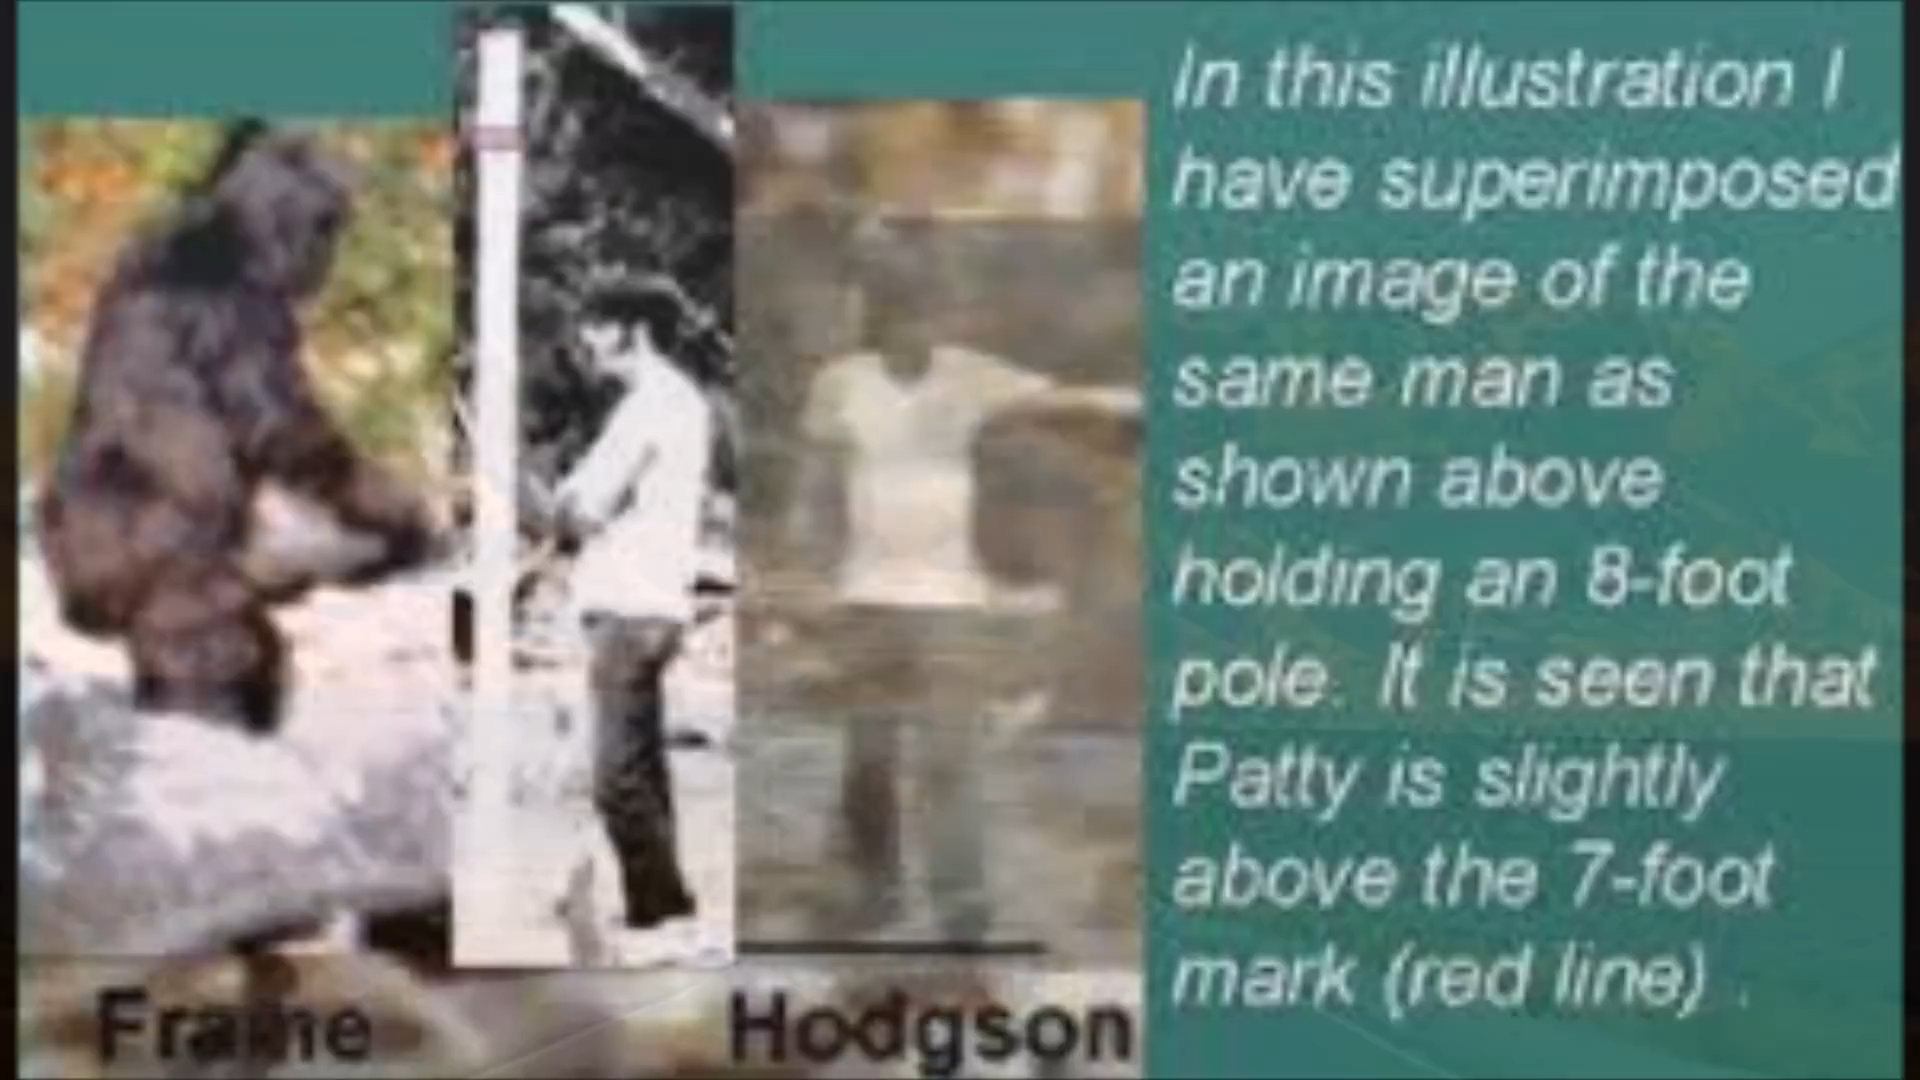 In this illustration I
have superimposed
an image of the
same man as
shown above
holding an 8-foot
pole. It is seen that
Patty is slightly
above the 7-foot
mark (red line) .
Frame
Hodgson